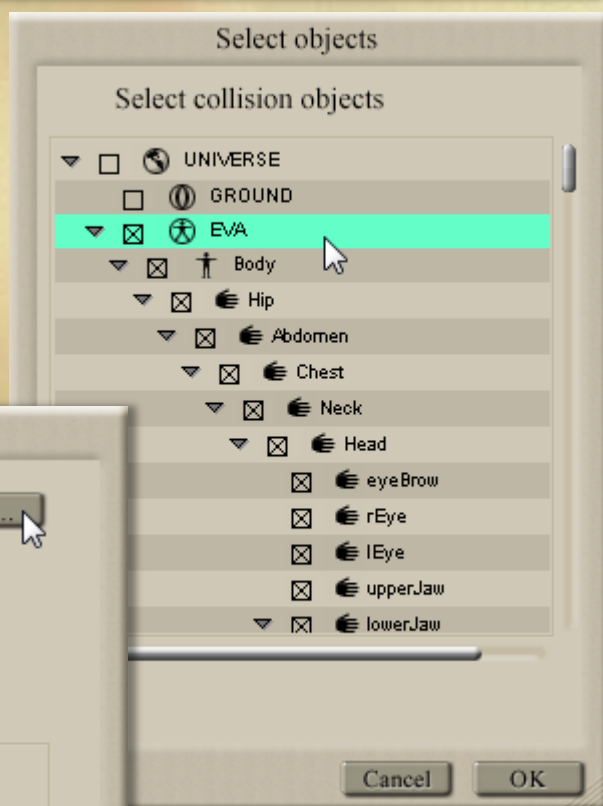 Select objects
Select collision objects
UNIVERSE
GROUND
EVA
Body
Hip
Abdomen
Chest
Neck
Head
eyeBrow
rEye
lEye
upperJaw
lowerJaw
...
Cancel
OK